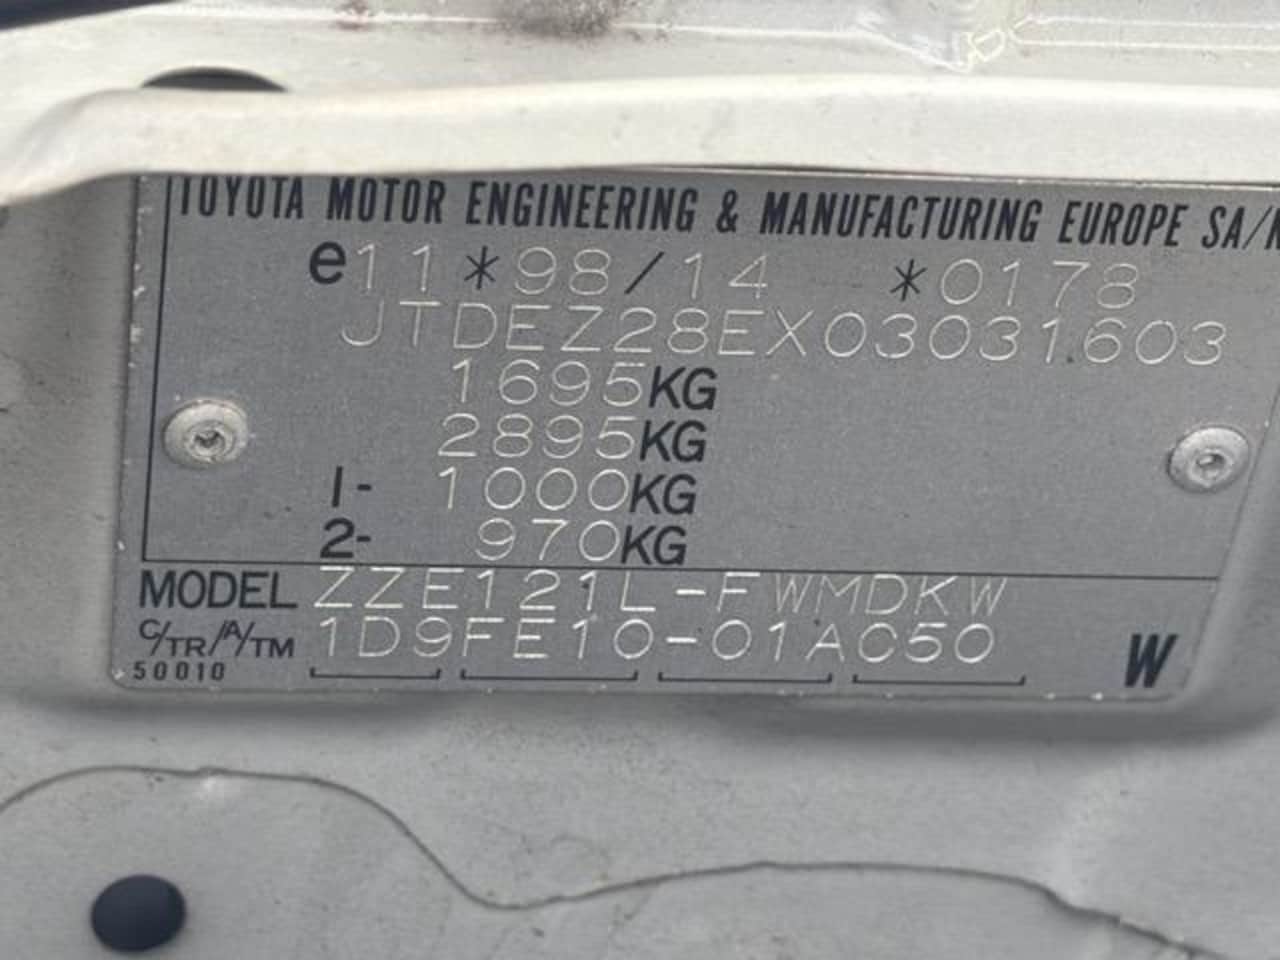 TOYOTA MOTOR ENGINEERING & MANUFACTURING EUROPE SA/
e11*98/14 *0178
JTDEZ28EX03031603
1695KG
2895KG
1- 1000KG
2- 970KG
MODEL ZZE121L-FWMDKW
C/TR/A/TM 1D9FE10-01AC50
50010 W